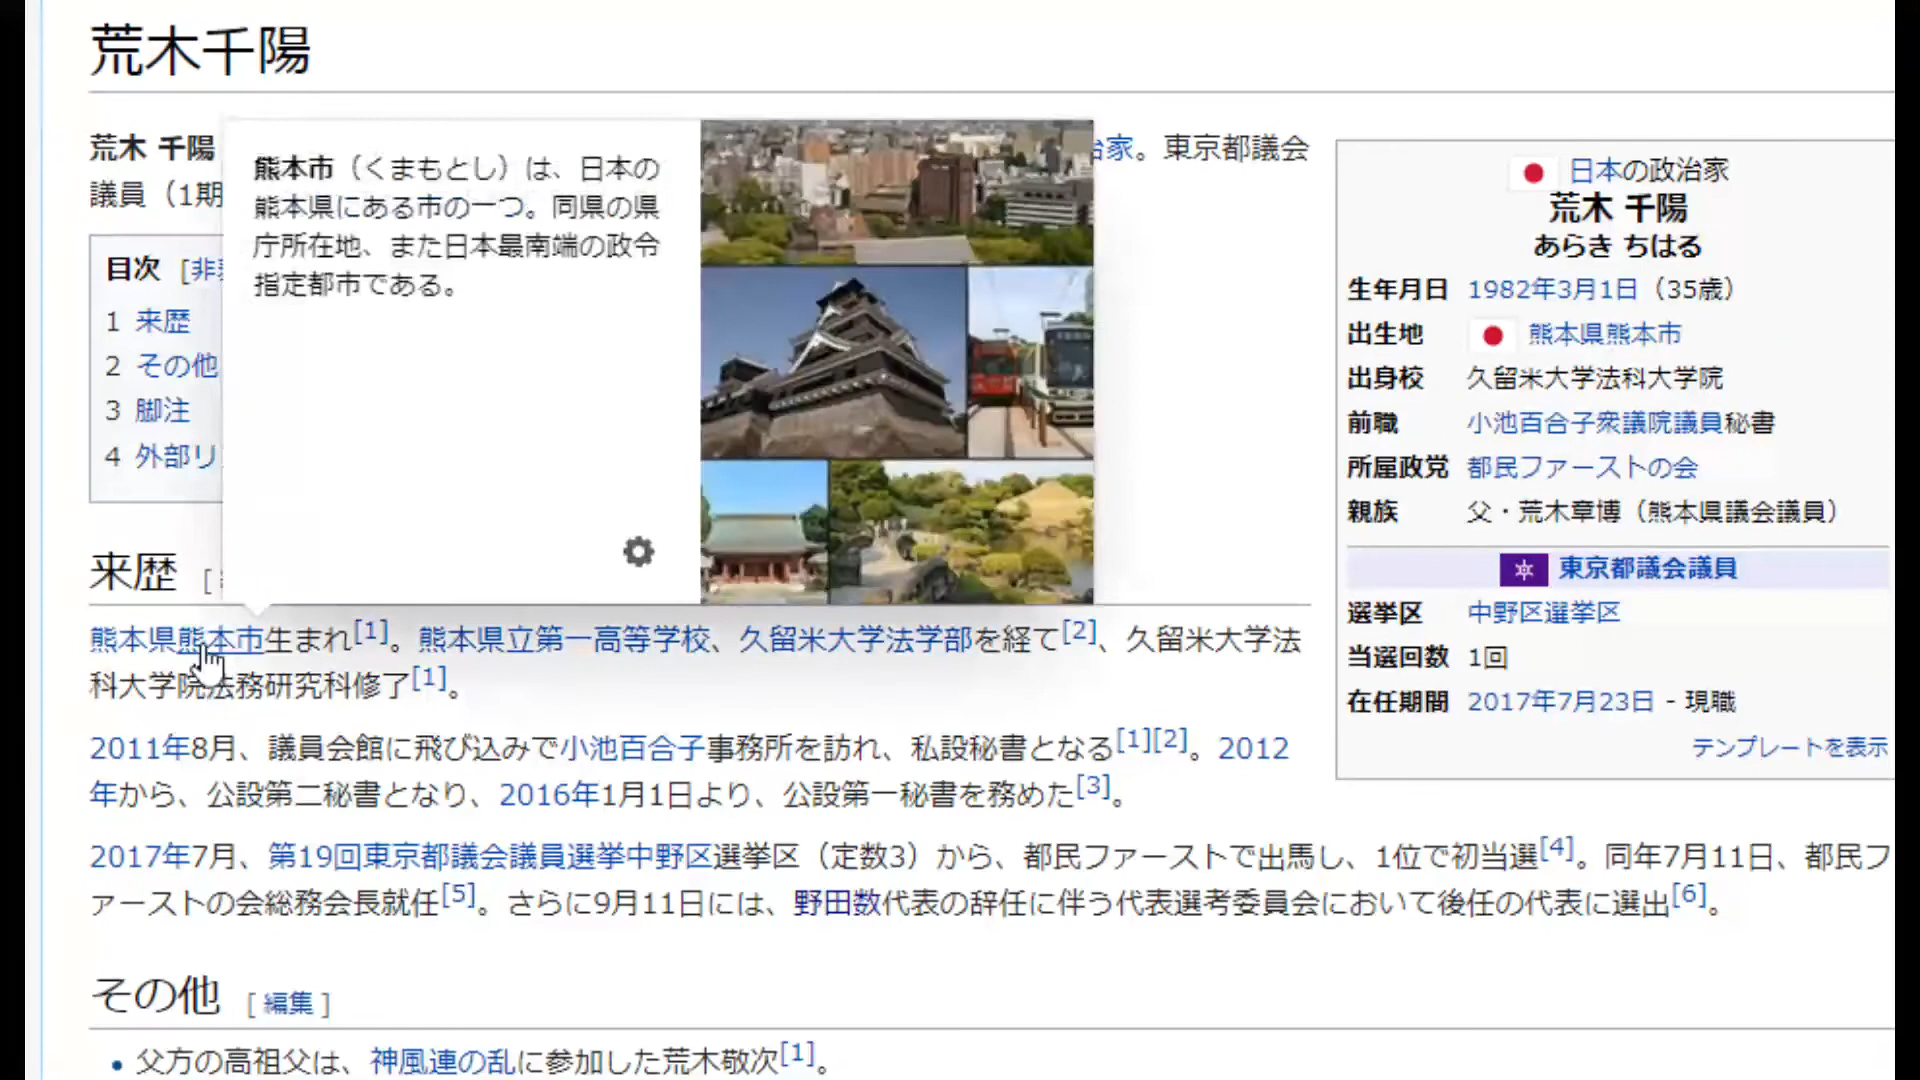 荒木千陽
荒木 千陽
治家。東京都議会
議員（1期
熊本市（くまもとし）は、日本の
熊本県にある市の一つ。同県の県
庁所在地、また日本最南端の政令
指定都市である。
目次 [非
1 来歴
2 その他
3 脚注
4 外部リ
来歴 [
熊本県熊本市生まれ[1]。熊本県立第一高等学校、久留米大学法学部を経て[2]、久留米大学法
科大学院法務研究科修了[1]。
2011年8月、議員会館に飛び込みで小池百合子事務所を訪れ、私設秘書となる[1][2]。2012
年から、公設第二秘書となり、2016年1月1日より、公設第一秘書を務めた[3]。
2017年7月、第19回東京都議会議員選挙中野区選挙区（定数3）から、都民ファーストで出馬し、1位で初当選[4]。同年7月11日、都民フ
ァーストの会総務会長就任[5]。さらに9月11日には、野田数代表の辞任に伴う代表選考委員会において後任の代表に選出[6]。
その他 [編集]
• 父方の高祖父は、神風連の乱に参加した荒木敬次[1]。
日本の政治家
荒木 千陽
あらき ちはる
生年月日 1982年3月1日（35歳）
出生地 熊本県熊本市
出身校 久留米大学法科大学院
前職 小池百合子衆議院議員秘書
所属政党 都民ファーストの会
親族 父・荒木章博（熊本県議会議員）
東京都議会議員
選挙区 中野区選挙区
当選回数 1回
在任期間 2017年7月23日 - 現職
テンプレートを表示